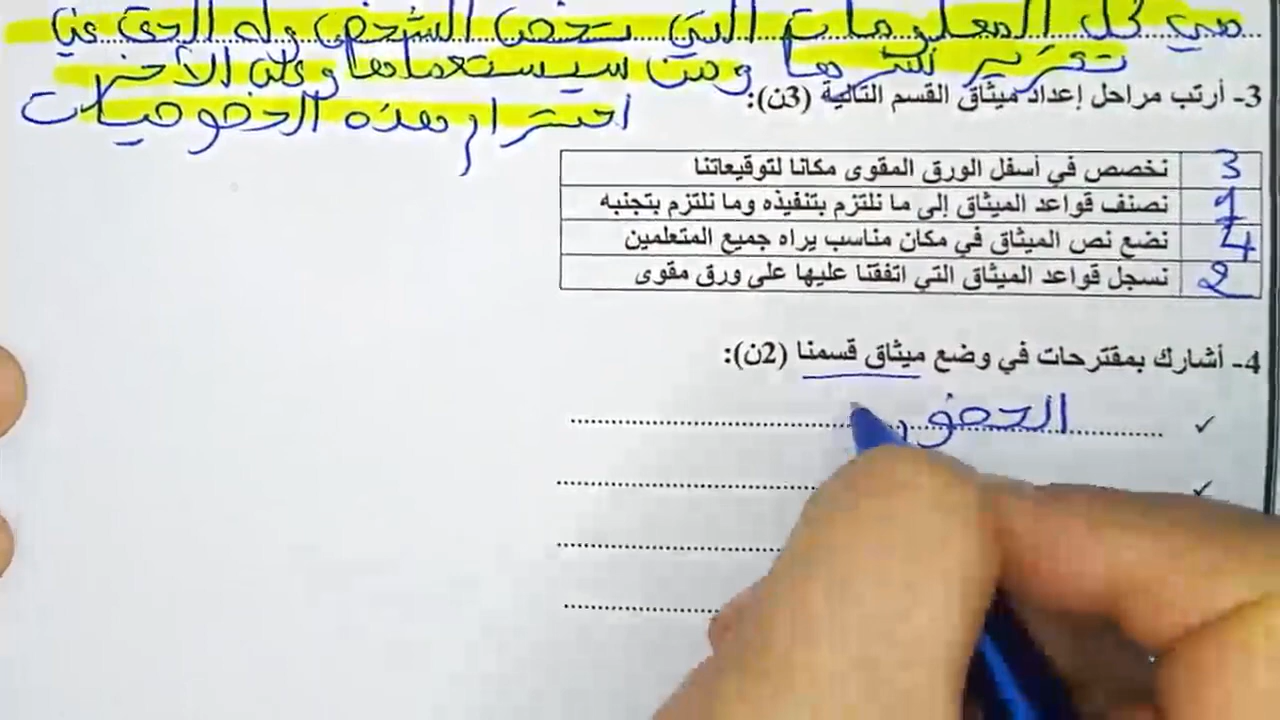 هي كل المعلومات التي تخص الشخص وله الحق في
تقرير نشرها ومن سيستعملها وعلى الآخر
احترام هذه الخصوصيات
3- أرتب مراحل إعداد ميثاق القسم التالية (3ن):
3 نخصص في أسفل الورق المقوى مكانا لتوقيعاتنا
1 نصنف قواعد الميثاق إلى ما نلتزم بتنفيذه وما نلتزم بتجنبه
4 نضع نص الميثاق في مكان مناسب يراه جميع المتعلمين
2 نسجل قواعد الميثاق التي اتفقنا عليها على ورق مقوى
4- أشارك بمقترحات في وضع ميثاق قسمنا (2ن):
✓ الحضور
✓